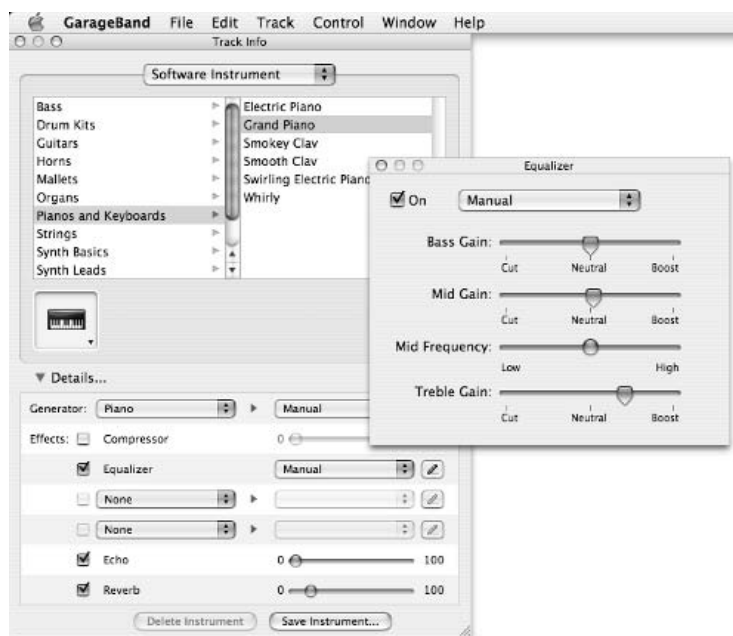 GarageBand File Edit Track Control Window Help
Track Info
Software Instrument
Bass
Drum Kits
Guitars
Horns
Mallets
Organs
Pianos and Keyboards
Strings
Synth Basics
Synth Leads
Electric Piano
Grand Piano
Smokey Clav
Smooth Clav
Swirling Electric Piano
Whirly
Details...
Generator: Piano Manual
Effects: Compressor 0
Equalizer Manual
None
None
Echo 0 100
Reverb 0 100
Delete Instrument Save Instrument...
Equalizer
On Manual
Bass Gain:
Cut Neutral Boost
Mid Gain:
Cut Neutral Boost
Mid Frequency:
Low High
Treble Gain:
Cut Neutral Boost